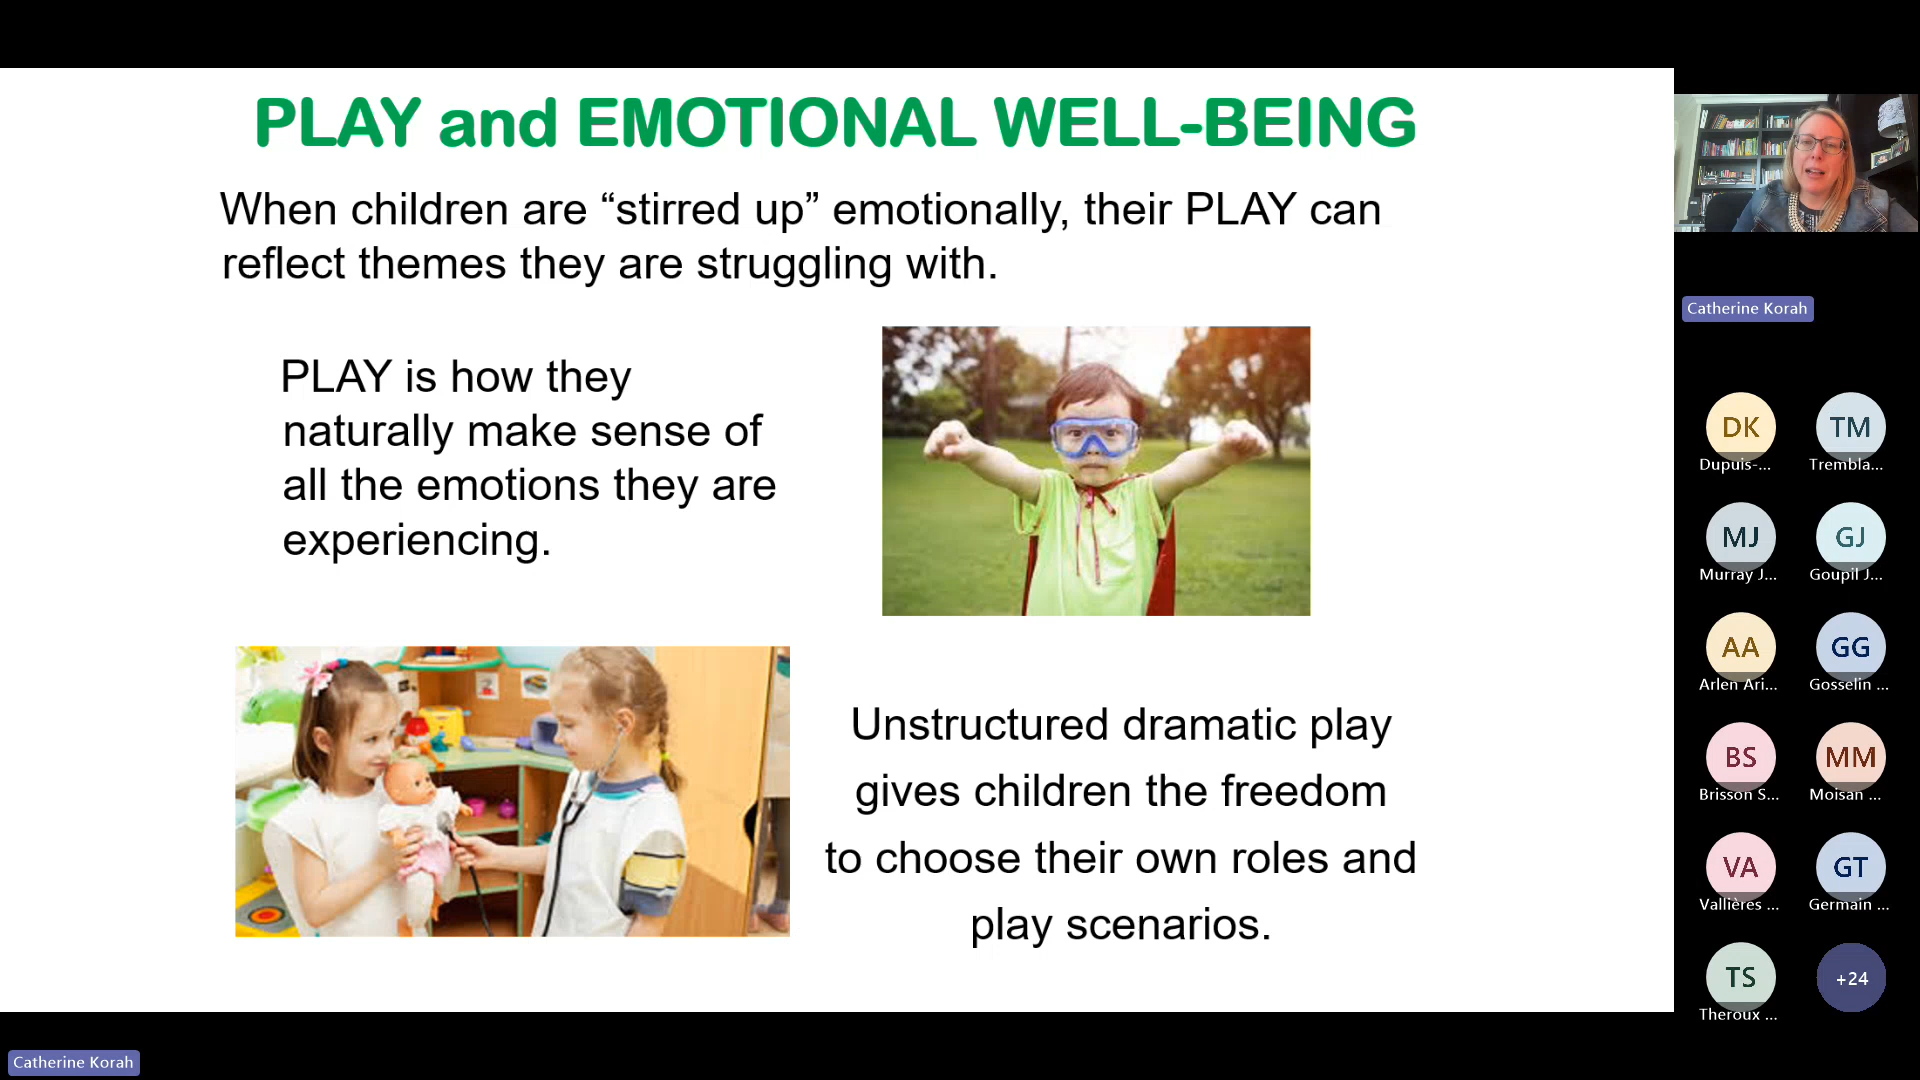 PLAY and EMOTIONAL WELL-BEING
When children are “stirred up” emotionally, their PLAY can
reflect themes they are struggling with.
PLAY is how they
naturally make sense of
all the emotions they are
experiencing.
Unstructured dramatic play
gives children the freedom
to choose their own roles and
play scenarios.
Catherine Korah
DK
TM
Dupuis-...
Trembla...
MJ
GJ
Murray J...
Goupil J...
AA
GG
Arlen Ari...
Gosselin ...
BS
MM
Brisson S...
Moisan ...
VA
GT
Vallières ...
Germain ...
TS
+24
Theroux ...
Catherine Korah